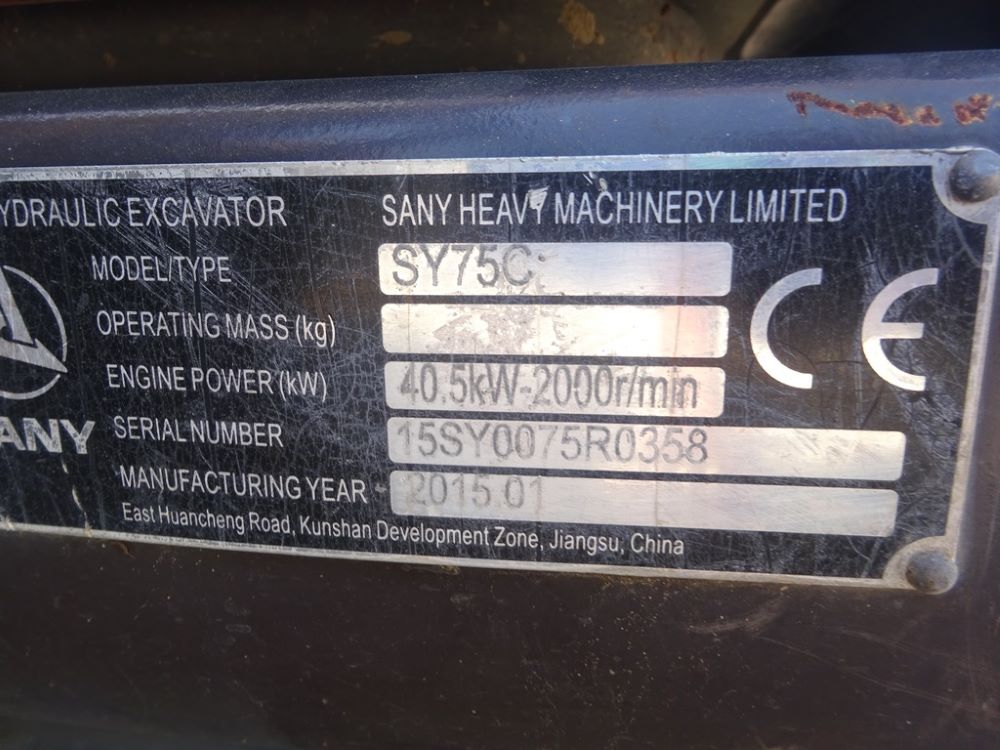 YDRAULIC EXCAVATOR SANY HEAVY MACHINERY LIMITED
MODEL/TYPE SY75C
OPERATING MASS (kg)
ENGINE POWER (kW) 40.5kW-2000r/min
SERIAL NUMBER 15SY0075R0358
MANUFACTURING YEAR 2015.01
East Huancheng Road, Kunshan Development Zone, Jiangsu, China
ANY
CE